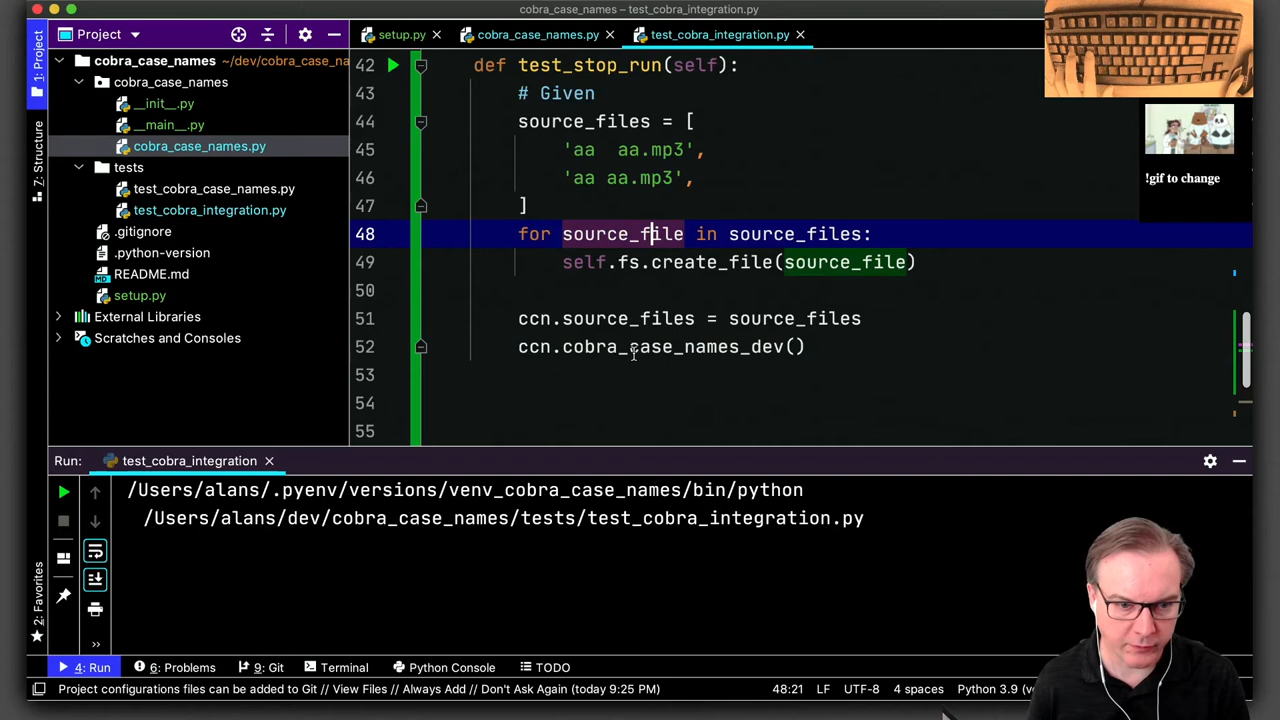 cobra_case_names – test_cobra_integration.py
Project
setup.py
cobra_case_names.py
test_cobra_integration.py
1: Project
7: Structure
2: Favorites
cobra_case_names ~/dev/cobra_case_na
cobra_case_names
__init__.py
__main__.py
cobra_case_names.py
tests
test_cobra_case_names.py
test_cobra_integration.py
.gitignore
.python-version
README.md
setup.py
External Libraries
Scratches and Consoles
42 def test_stop_run(self):
43 # Given
44 source_files = [
45 'aa  aa.mp3',
46 'aa aa.mp3',
47 ]
48 for source_file in source_files:
49 self.fs.create_file(source_file)
50
51 ccn.source_files = source_files
52 ccn.cobra_case_names_dev()
53
54
55
!gif to change
Run: test_cobra_integration
/Users/alans/.pyenv/versions/venv_cobra_case_names/bin/python
/Users/alans/dev/cobra_case_names/tests/test_cobra_integration.py
»
4: Run 6: Problems 9: Git Terminal Python Console TODO
Project configurations files can be added to Git // View Files // Always Add // Don't Ask Again (today 9:25 PM) 48:21 LF UTF-8 4 spaces Python 3.9 (ve